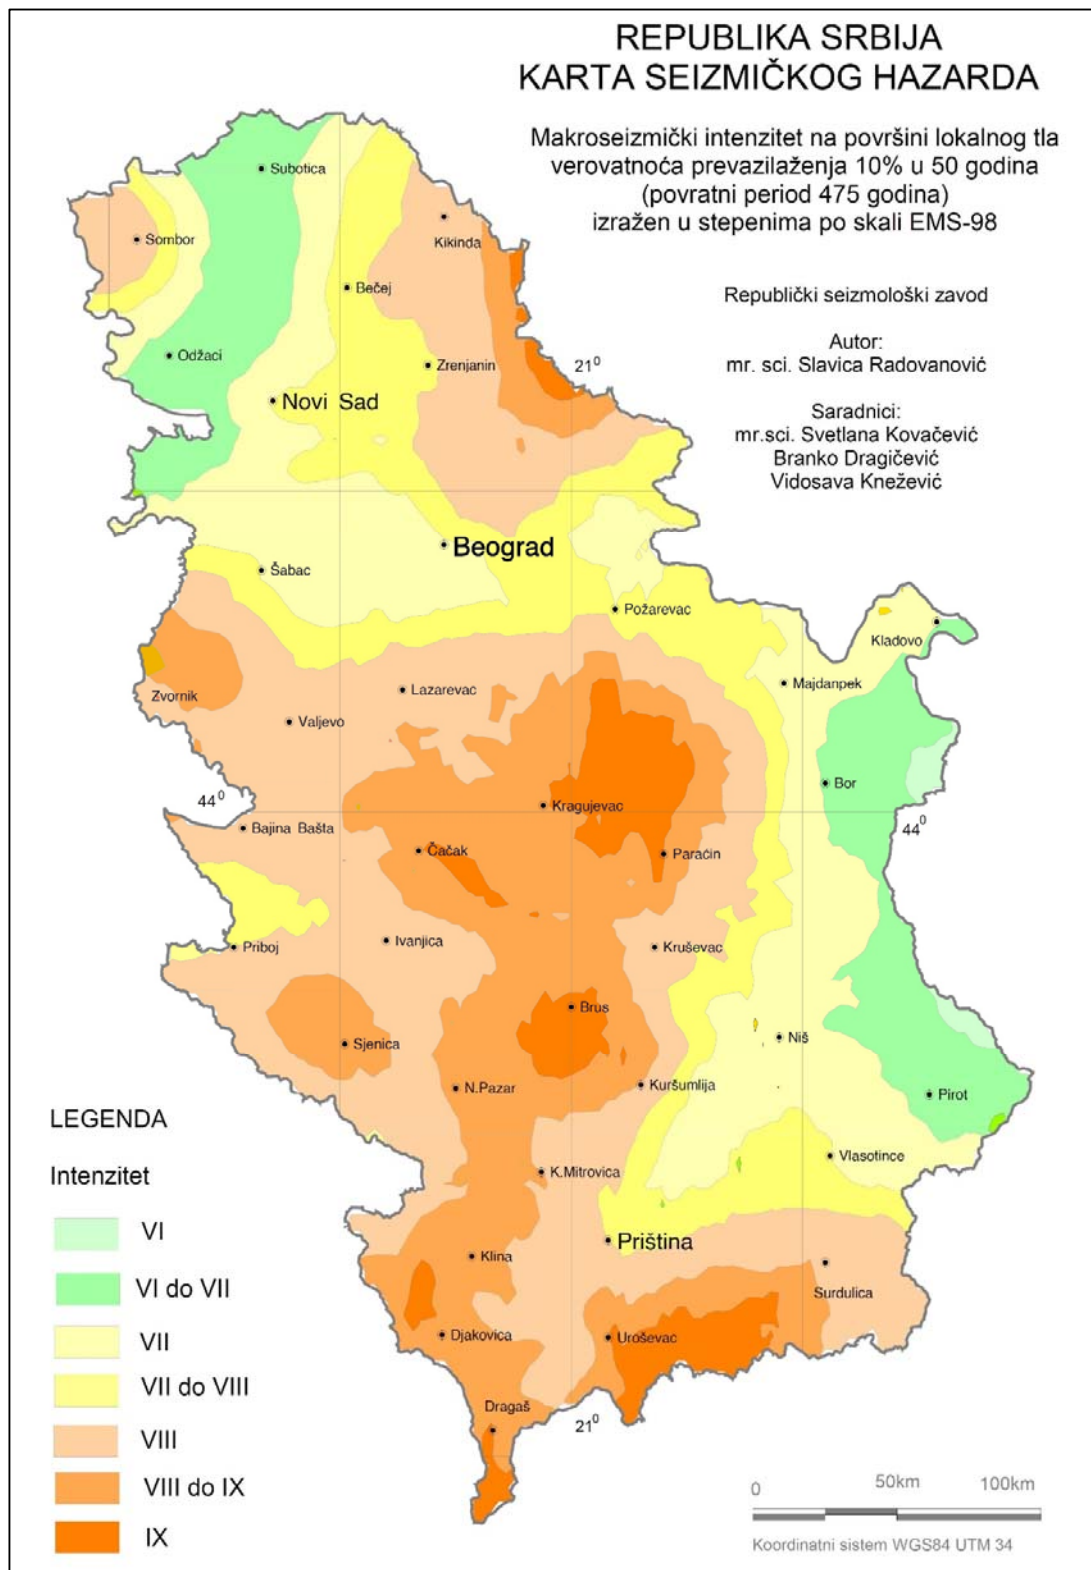 REPUBLIKA SRBIJA
KARTA SEIZMIČKOG HAZARDA
Makroseizmički intenzitet na površini lokalnog tla
verovatnoća prevazilaženja 10% u 50 godina
(povratni period 475 godina)
izražen u stepenima po skali EMS-98
Republički seizmološki zavod
Autor:
mr. sci. Slavica Radovanović
Saradnici:
mr.sci. Svetlana Kovačević
Branko Dragičević
Vidosava Knežević
Subotica
Sombor
Kikinda
Bečej
Odžaci
Zrenjanin
21⁰
Novi Sad
Beograd
Šabac
Požarevac
Kladovo
Zvornik
Lazarevac
Majdanpek
Valjevo
Bor
44⁰
Kragujevac
44⁰
Bajina Bašta
Čačak
Paraćin
Priboj
Ivanjica
Kruševac
Brus
Sjenica
Niš
N.Pazar
Kuršumlija
Pirot
K.Mitrovica
Vlasotince
Priština
Klina
Surdulica
Djakovica
Uroševac
Dragaš
21⁰
LEGENDA
Intenzitet
VI
VI do VII
VII
VII do VIII
VIII
VIII do IX
IX
0 50km 100km
Koordinatni sistem WGS84 UTM 34